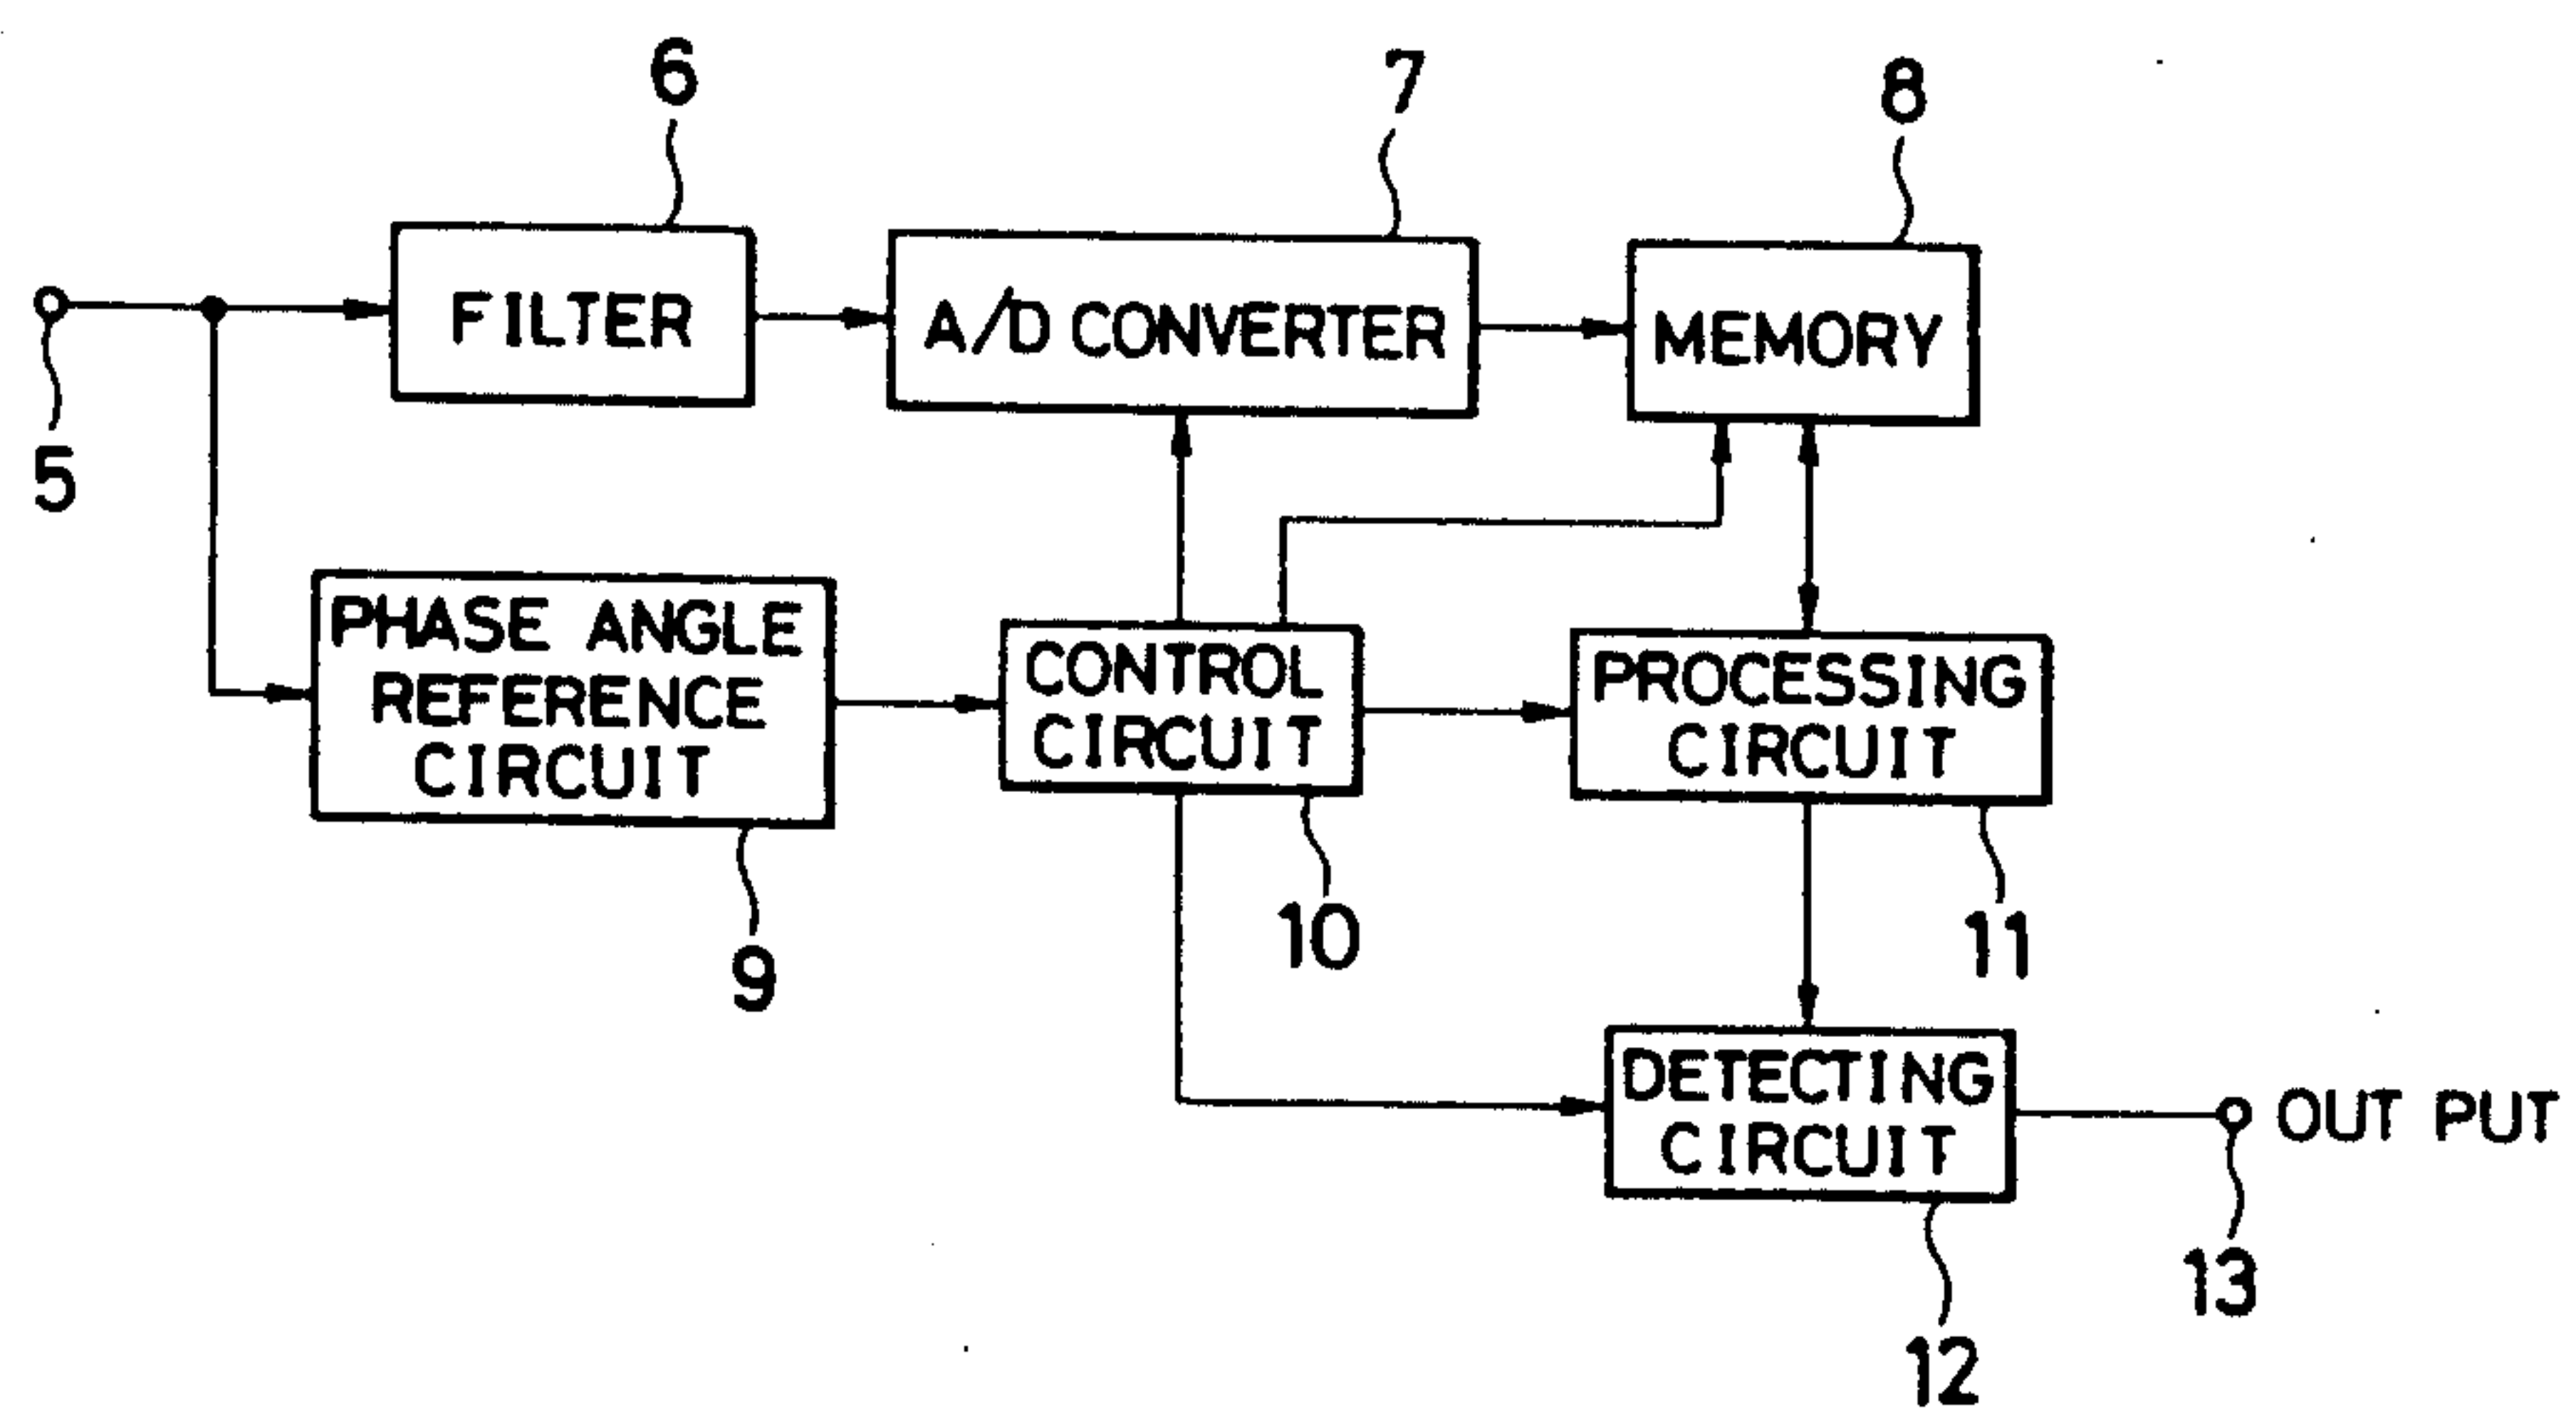 6
7
8
FILTER
A/D CONVERTER
MEMORY
5
PHASE ANGLE
REFERENCE
CIRCUIT
CONTROL
CIRCUIT
PROCESSING
CIRCUIT
9
10
11
DETECTING
CIRCUIT
OUT PUT
13
12